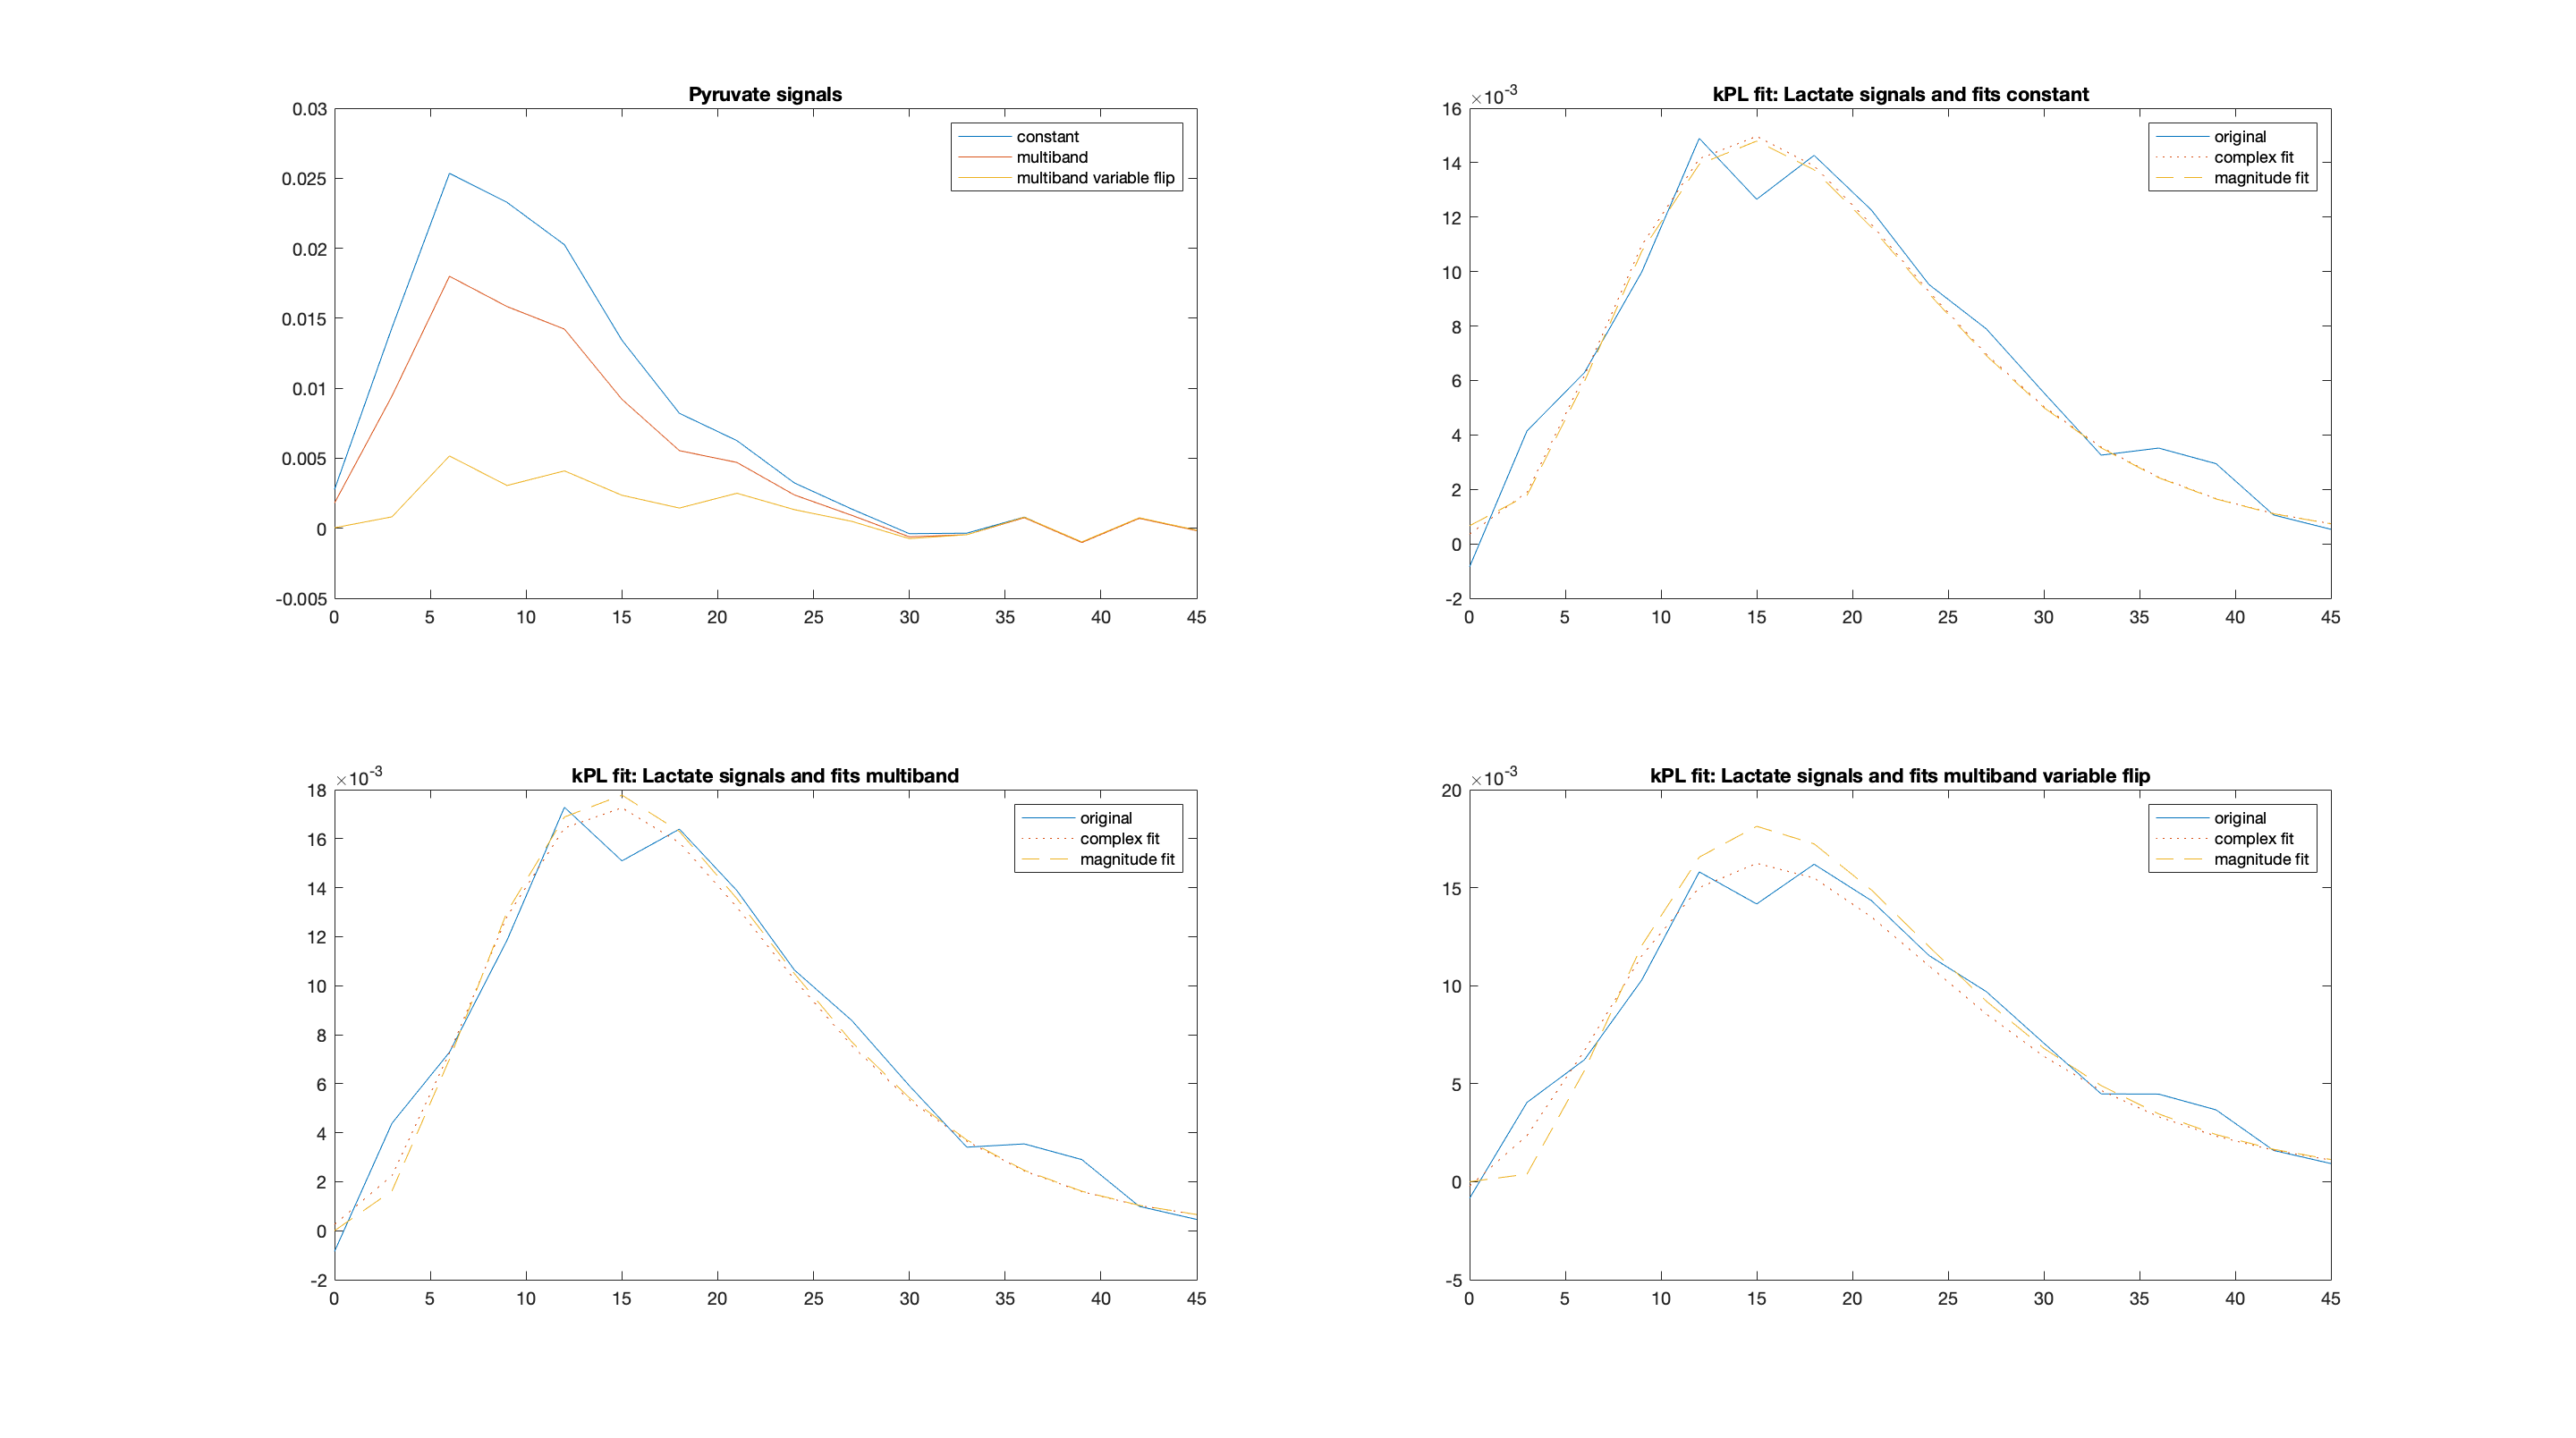 Pyruvate signals
0.03
0.025
0.02
0.015
0.01
0.005
0
-0.005
0 5 10 15 20 25 30 35 40 45
constant
multiband
multiband variable flip
kPL fit: Lactate signals and fits constant
×10-3
16
14
12
10
8
6
4
2
0
-2
0 5 10 15 20 25 30 35 40 45
original
complex fit
magnitude fit
kPL fit: Lactate signals and fits multiband
×10-3
18
16
14
12
10
8
6
4
2
0
-2
0 5 10 15 20 25 30 35 40 45
original
complex fit
magnitude fit
kPL fit: Lactate signals and fits multiband variable flip
×10-3
20
15
10
5
0
-5
0 5 10 15 20 25 30 35 40 45
original
complex fit
magnitude fit